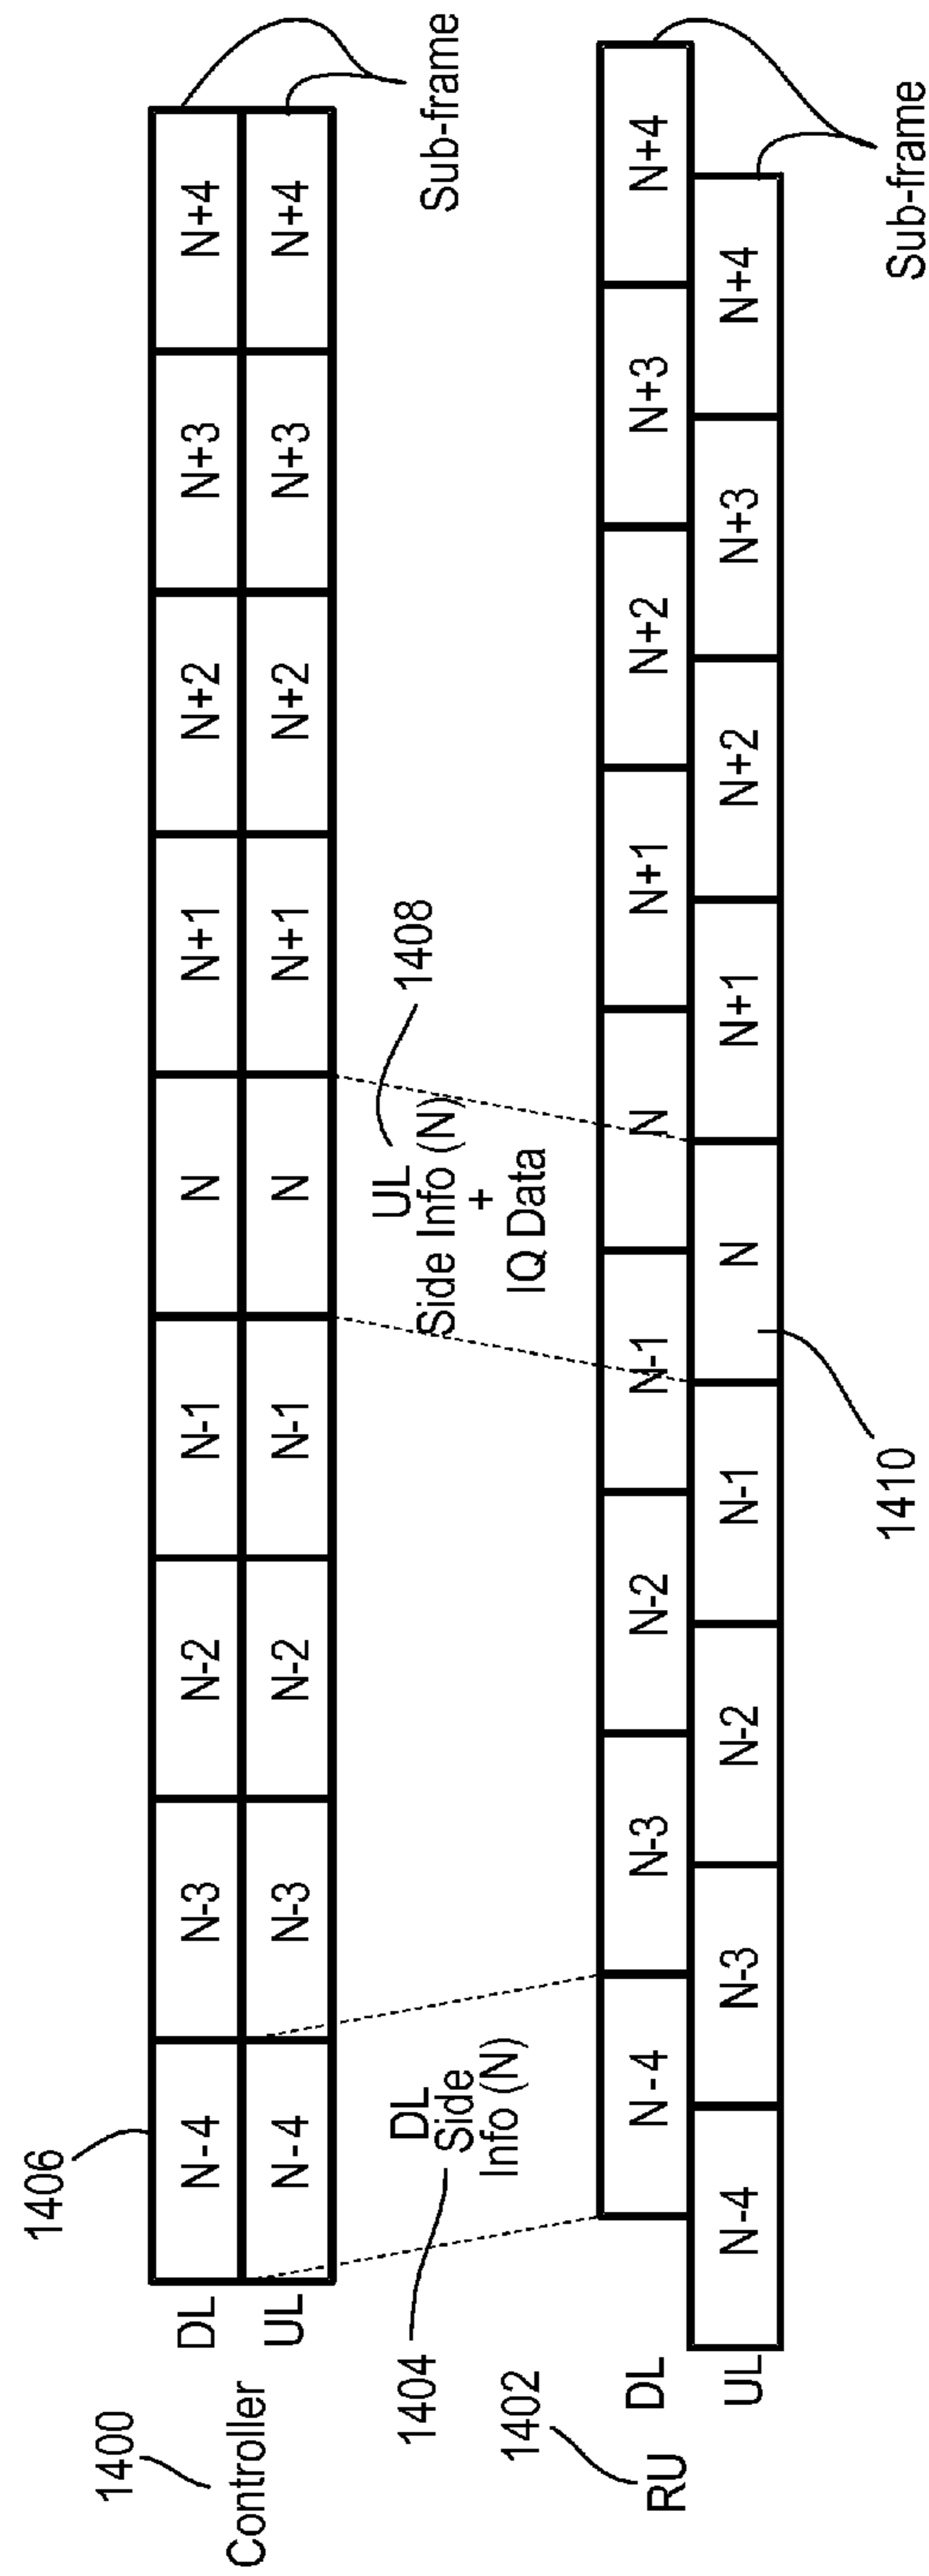 1400
Controller
1406
DL
N-4
N-3
N-2
N-1
N
N+1
N+2
N+3
N+4
UL
N-4
N-3
N-2
N-1
N
N+1
N+2
N+3
N+4
Sub-frame
1404
DL
Side
Info (N)
1408
UL
Side Info (N)
+
IQ Data
1402
RU
DL
N-4
N-3
N-2
N-1
N
N+1
N+2
N+3
N+4
UL
N-4
N-3
N-2
N-1
N
N+1
N+2
N+3
N+4
1410
Sub-frame